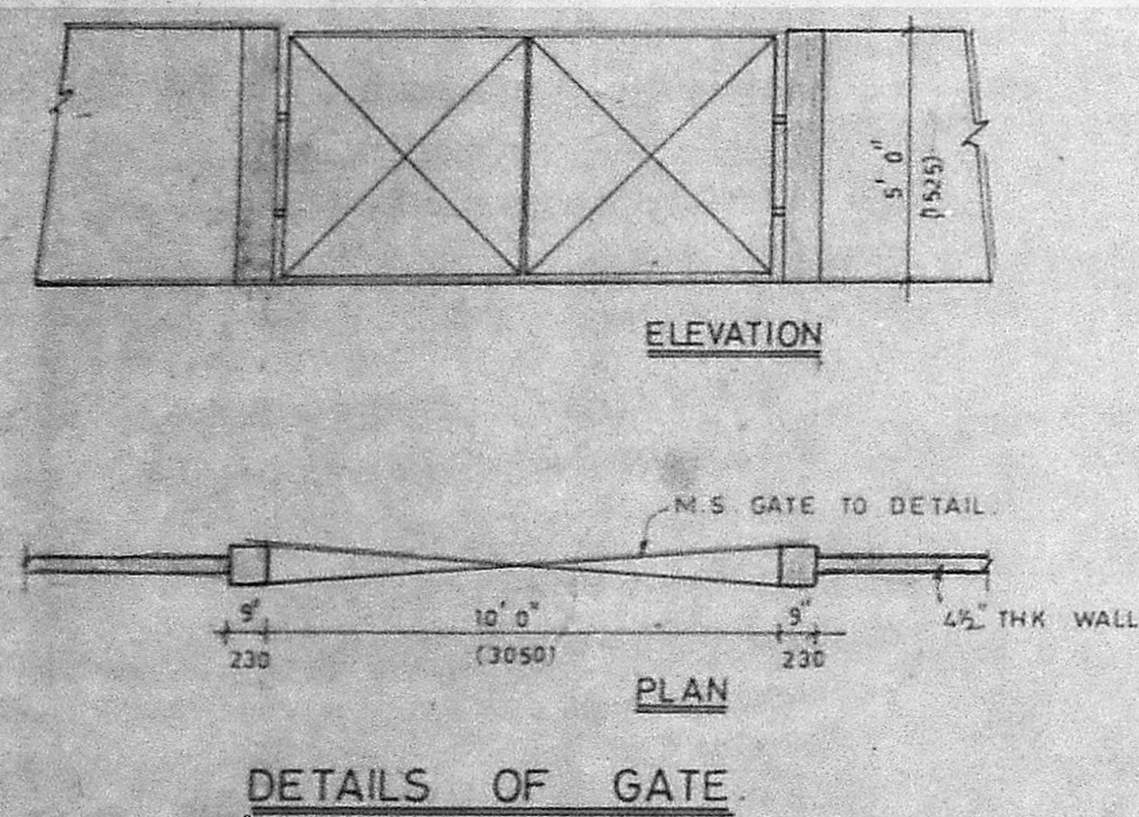 5' 0"
(1525)
ELEVATION
M.S. GATE TO DETAIL.
9"
10' 0"
9"
4½" THK WALL
230
(3050)
230
PLAN
DETAILS OF GATE.